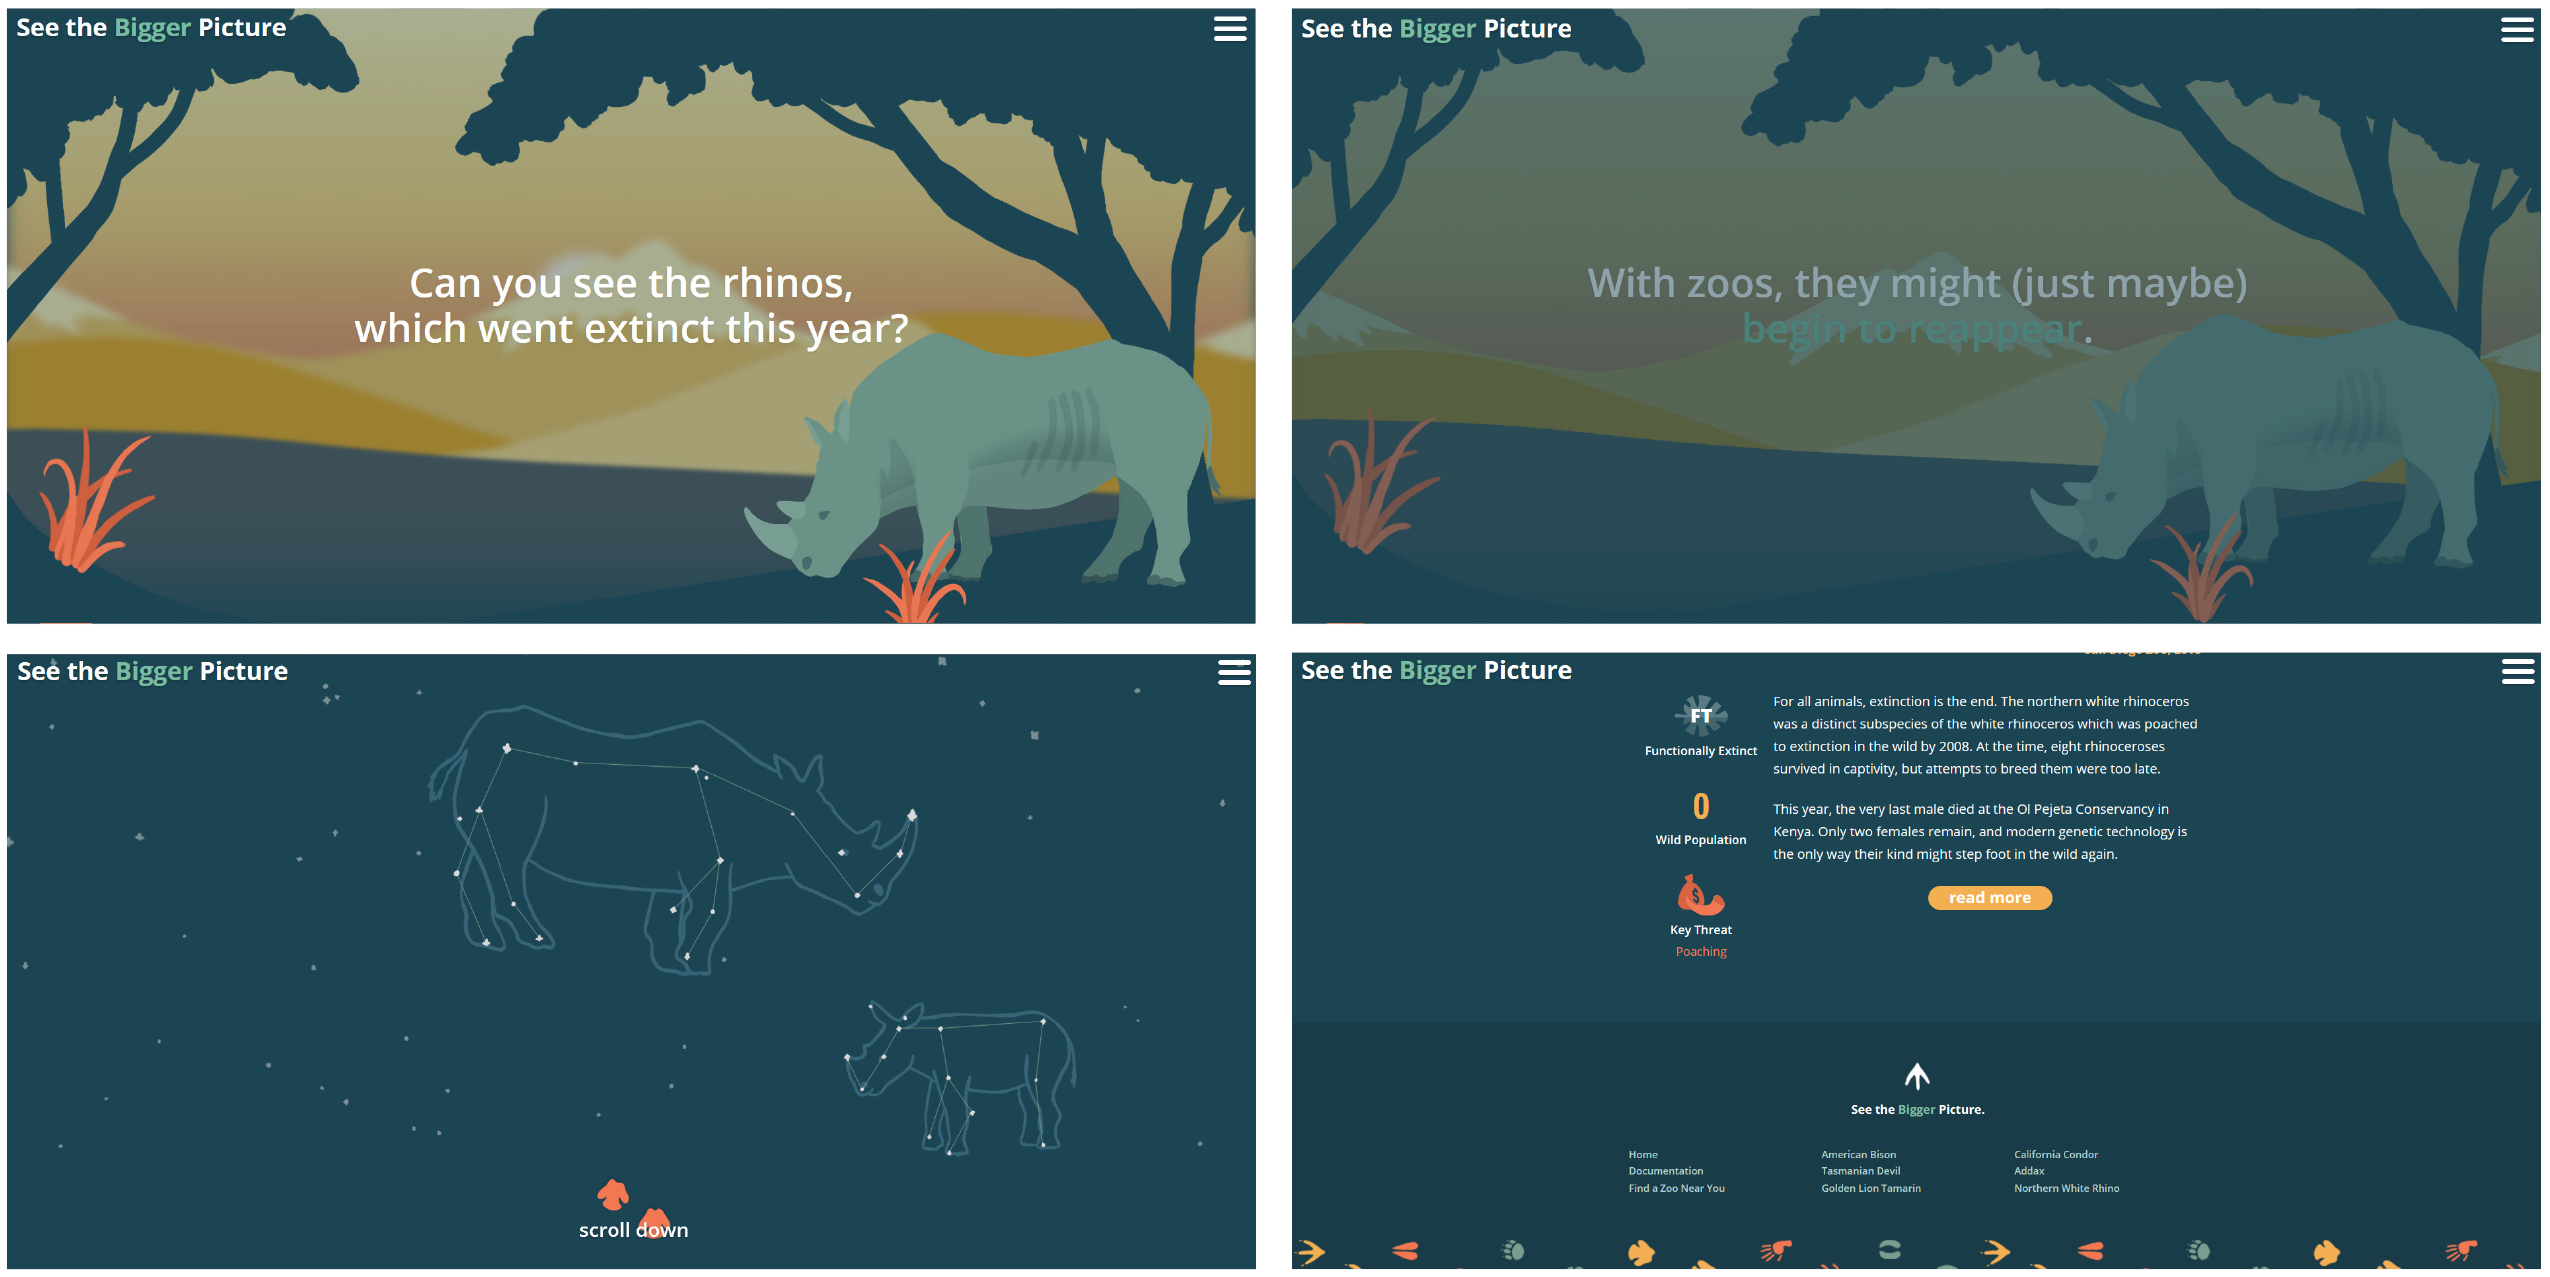 See the Bigger Picture
Can you see the rhinos,
which went extinct this year?
See the Bigger Picture
With zoos, they might (just maybe)
begin to reappear.
See the Bigger Picture
scroll down
See the Bigger Picture
FT
Functionally Extinct
0
Wild Population
Key Threat
Poaching
For all animals, extinction is the end. The northern white rhinoceros
was a distinct subspecies of the white rhinoceros which was poached
to extinction in the wild by 2008. At the time, eight rhinoceroses
survived in captivity, but attempts to breed them were too late.
This year, the very last male died at the Ol Pejeta Conservancy in
Kenya. Only two females remain, and modern genetic technology is
the only way their kind might step foot in the wild again.
read more
See the Bigger Picture.
Home
Documentation
Find a Zoo Near You
American Bison
Tasmanian Devil
Golden Lion Tamarin
California Condor
Addax
Northern White Rhino